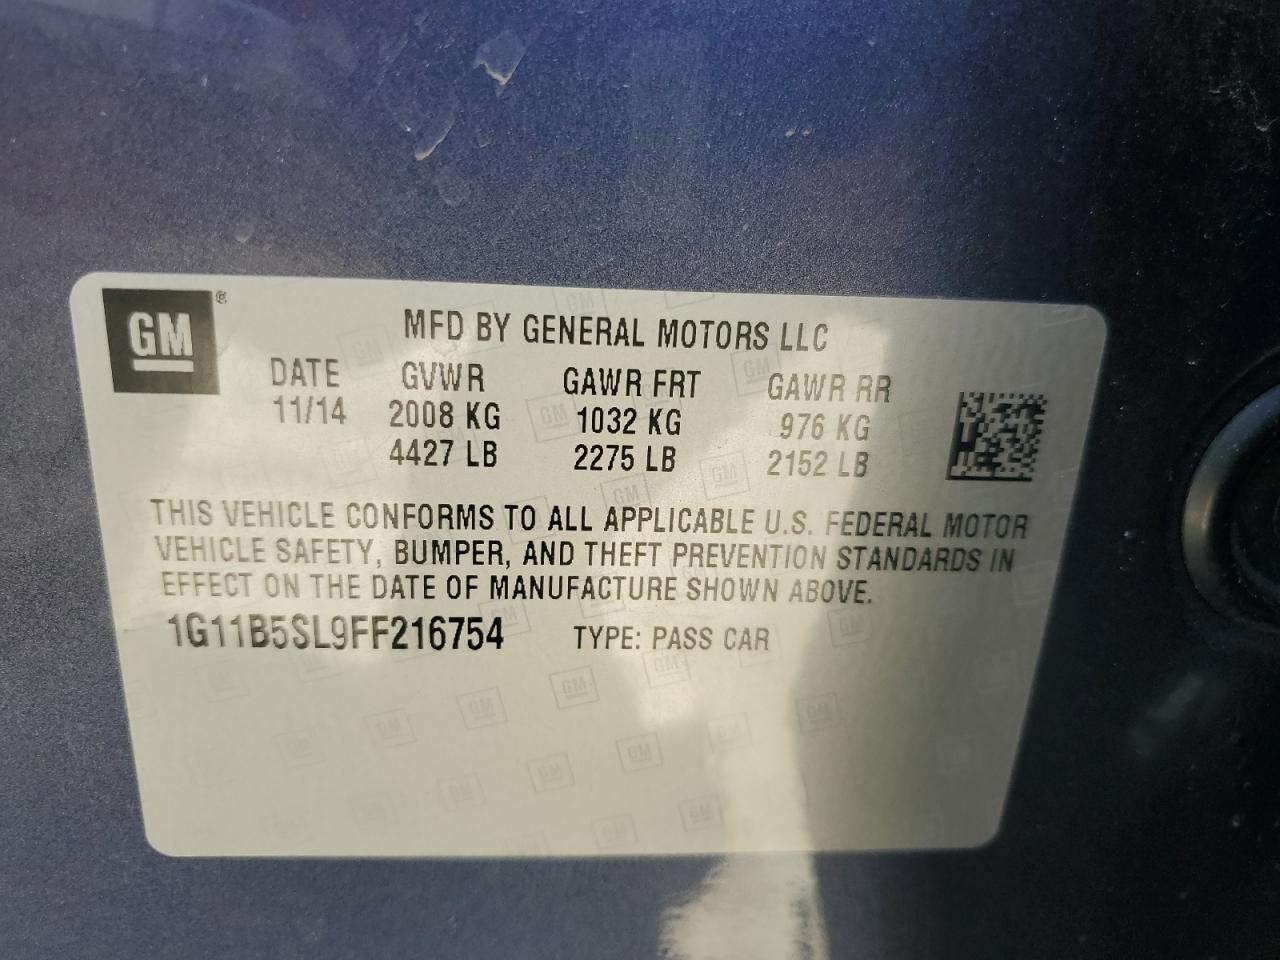 GM ®
MFD BY GENERAL MOTORS LLC
DATE GVWR GAWR FRT GAWR RR
11/14 2008 KG 1032 KG 976 KG
4427 LB 2275 LB 2152 LB
THIS VEHICLE CONFORMS TO ALL APPLICABLE U.S. FEDERAL MOTOR
VEHICLE SAFETY, BUMPER, AND THEFT PREVENTION STANDARDS IN
EFFECT ON THE DATE OF MANUFACTURE SHOWN ABOVE.
1G11B5SL9FF216754 TYPE: PASS CAR